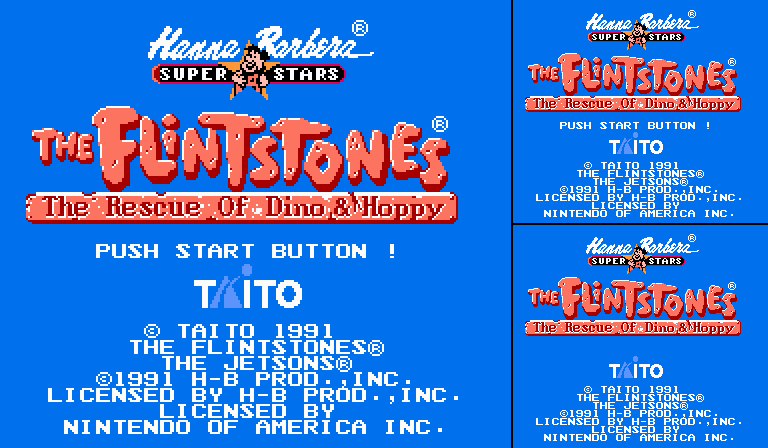 Hanna Barbera®
SUPER STARS
THE FLINTSTONES®
The Rescue Of Dino & Hoppy
PUSH START BUTTON !
TAITO
© TAITO 1991
THE FLINTSTONES®
THE JETSONS®
©1991 H-B PROD.,INC.
LICENSED BY H-B PROD.,INC.
LICENSED BY
NINTENDO OF AMERICA INC.
Hanna Barbera®
SUPER STARS
THE FLINTSTONES®
The Rescue Of Dino & Hoppy
PUSH START BUTTON !
TAITO
© TAITO 1991
THE FLINTSTONES®
THE JETSONS®
©1991 H-B PROD.,INC.
LICENSED BY H-B PROD.,INC.
LICENSED BY
NINTENDO OF AMERICA INC.
Hanna Barbera®
SUPER STARS
THE FLINTSTONES®
The Rescue Of Dino & Hoppy
TAITO
© TAITO 1991
THE FLINTSTONES®
THE JETSONS®
©1991 H-B PROD.,INC.
LICENSED BY H-B PROD.,INC.
LICENSED BY
NINTENDO OF AMERICA INC.